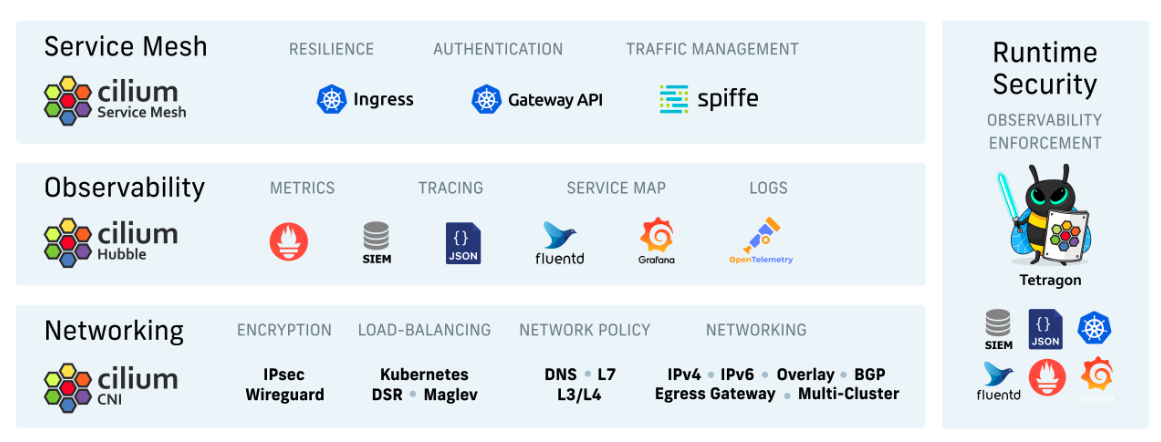 Service Mesh
RESILIENCE
AUTHENTICATION
TRAFFIC MANAGEMENT
cilium
Service Mesh
Ingress
Gateway API
spiffe
Observability
METRICS
TRACING
SERVICE MAP
LOGS
cilium
Hubble
SIEM
{}
JSON
fluentd
Grafana
OpenTelemetry
Networking
ENCRYPTION
LOAD-BALANCING
NETWORK POLICY
NETWORKING
cilium
CNI
IPsec
Wireguard
Kubernetes
DSR • Maglev
DNS • L7
L3/L4
IPv4 • IPv6 • Overlay • BGP
Egress Gateway • Multi-Cluster
Runtime
Security
OBSERVABILITY
ENFORCEMENT
Tetragon
SIEM
{}
JSON
fluentd
Grafana